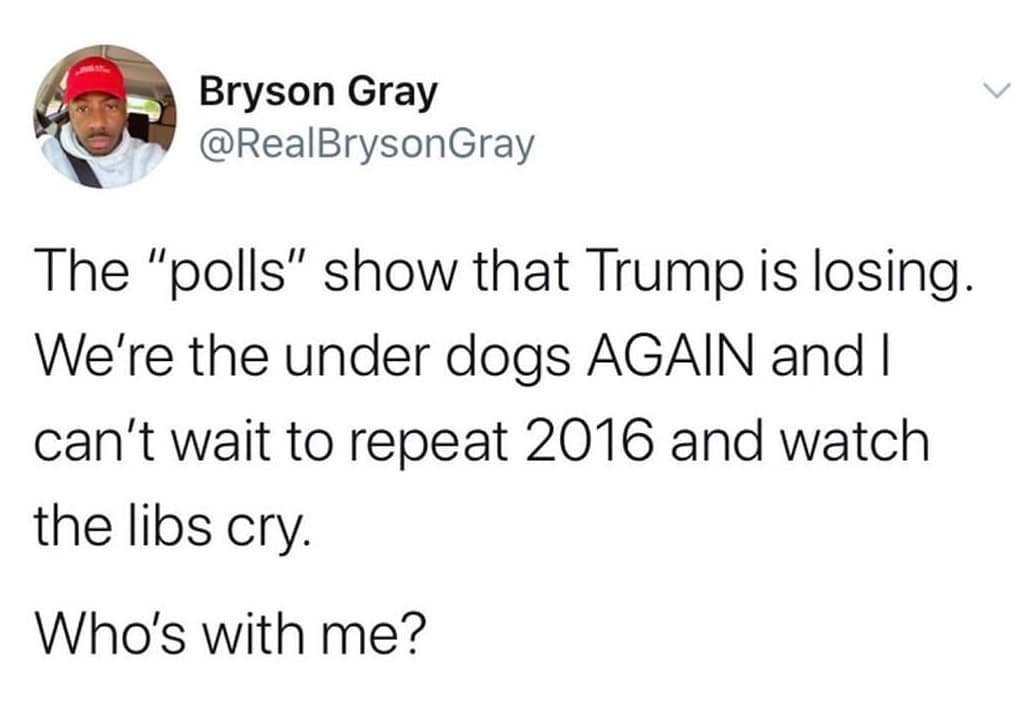 Bryson Gray
@RealBrysonGray
The “polls” show that Trump is losing.
We're the under dogs AGAIN and I
can't wait to repeat 2016 and watch
the libs cry.
Who's with me?